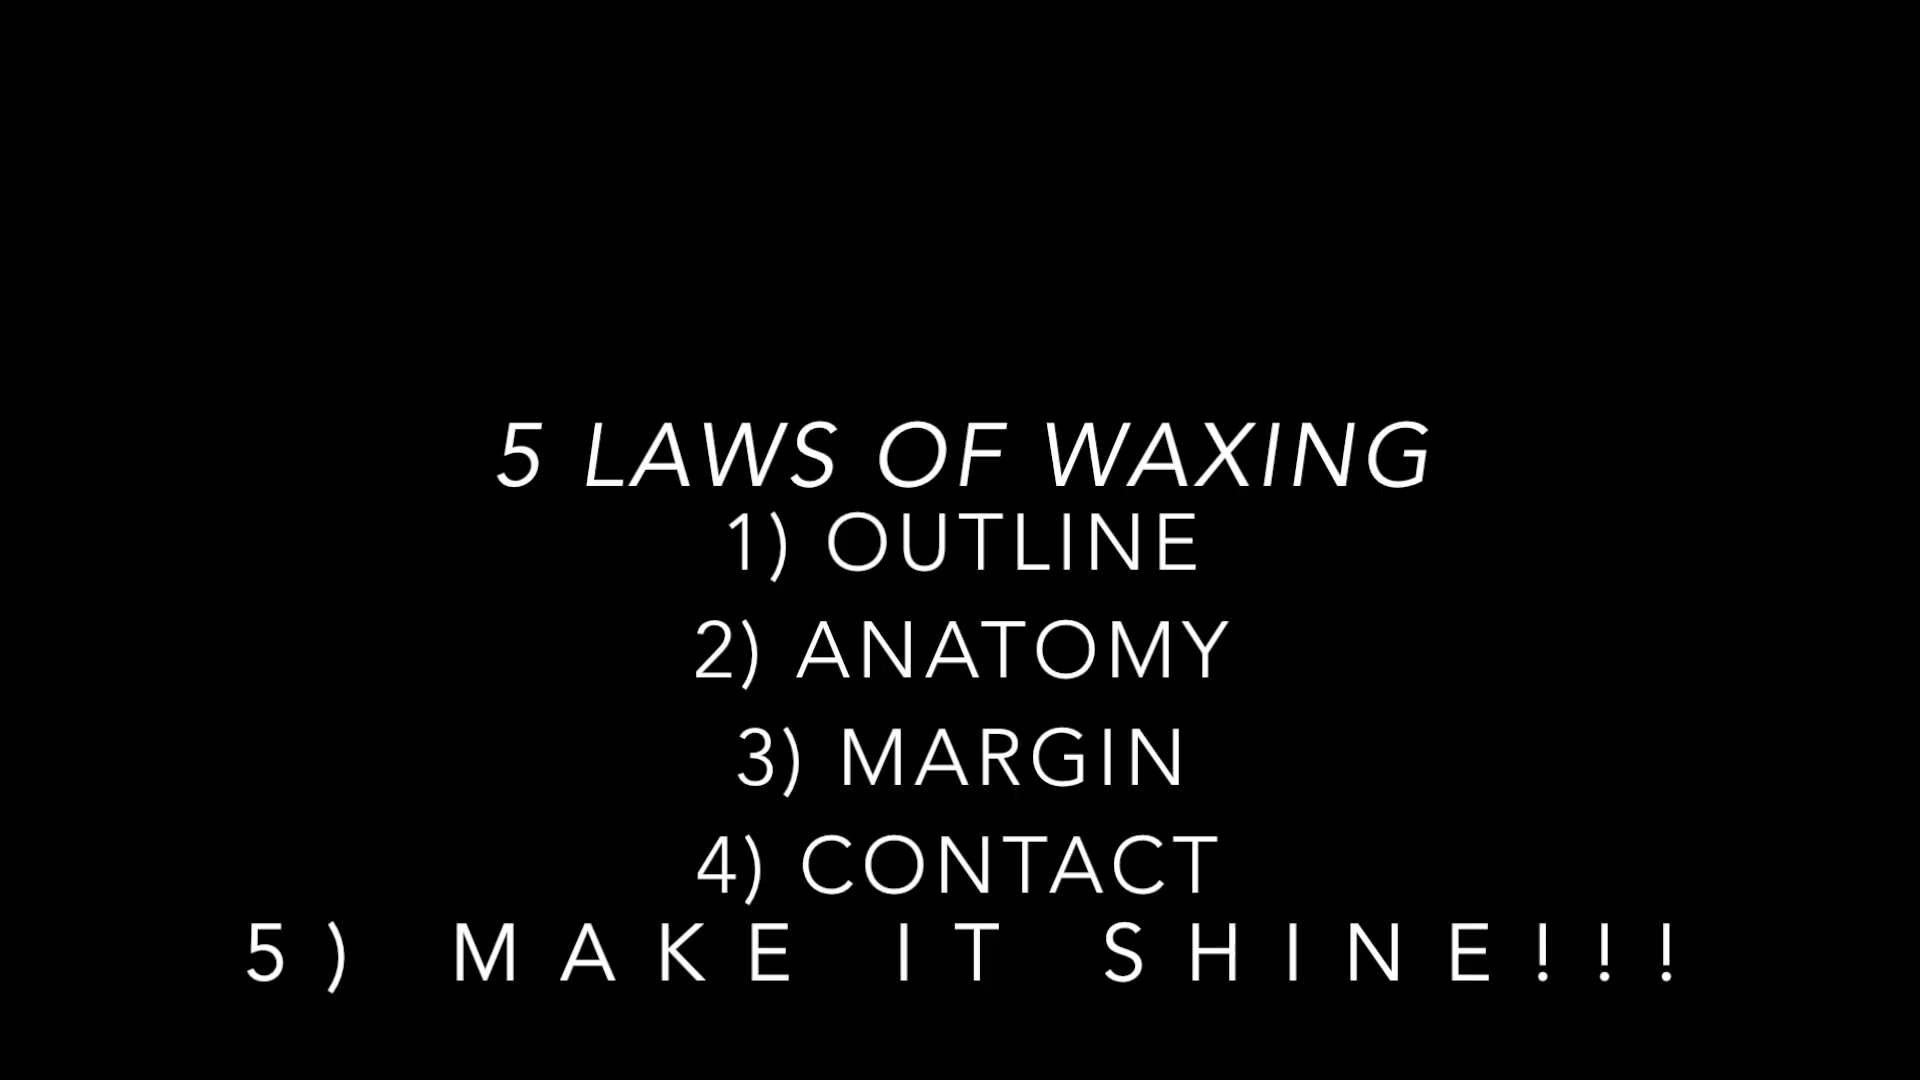 5 LAWS OF WAXING
1) OUTLINE
2) ANATOMY
3) MARGIN
4) CONTACT
5) MAKE IT SHINE!!!